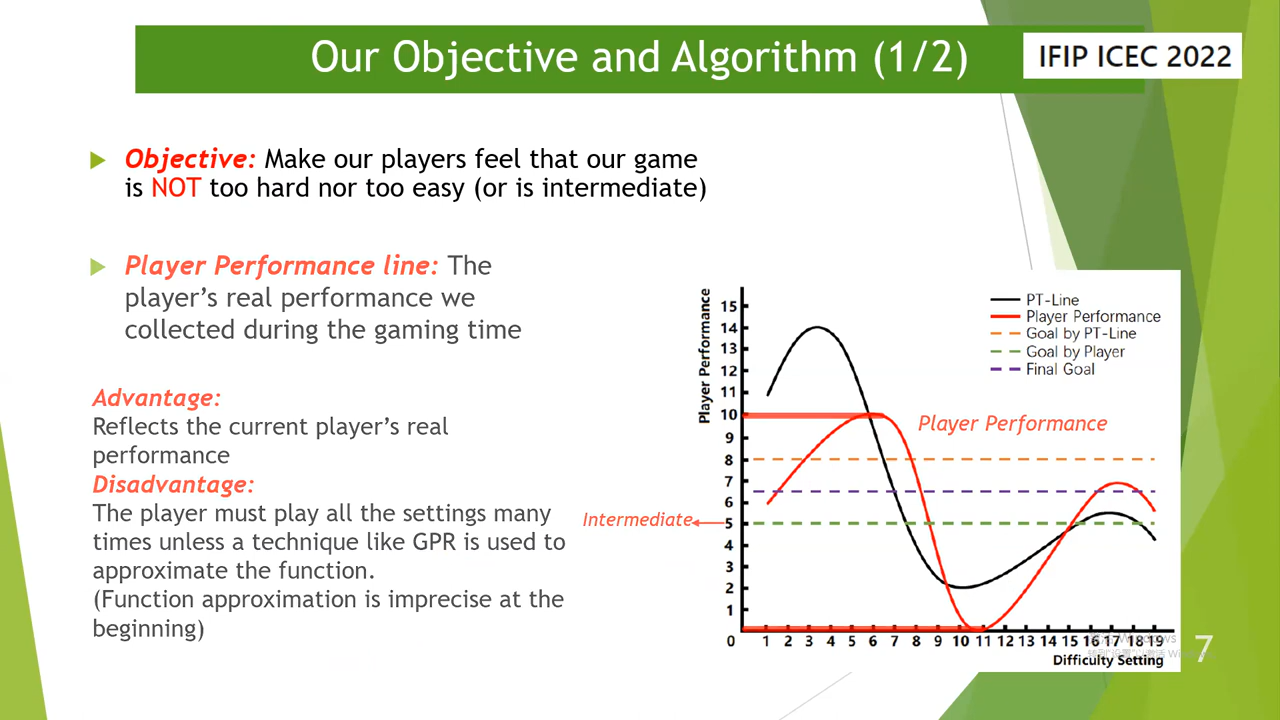 Our Objective and Algorithm (1/2)
IFIP ICEC 2022
Objective: Make our players feel that our game
is NOT too hard nor too easy (or is intermediate)
Player Performance line: The
player's real performance we
collected during the gaming time
Advantage:
Reflects the current player's real
performance
Disadvantage:
The player must play all the settings many
times unless a technique like GPR is used to
approximate the function.
(Function approximation is imprecise at the
beginning)
Player Performance
15
14
13
12
11
10
9
8
7
6
5
4
3
2
1
0
Intermediate
PT-Line
Player Performance
Goal by PT-Line
Goal by Player
Final Goal
Player Performance
1 2 3 4 5 6 7 8 9 10 11 12 13 14 15 16 17 18 19
Difficulty Setting
7